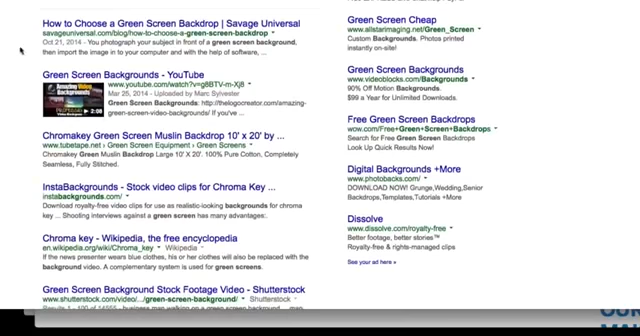 How to Choose a Green Screen Backdrop | Savage Universal
savageuniversal.com/blog/how-to-choose-a-green-screen-backdrop
Oct 21, 2014 - You photograph your subject in front of a green screen background,
then import the image in to your computer and with the help of software, ...
Green Screen Backgrounds - YouTube
www.youtube.com/watch?v=g8BTV-m-Xj8
Mar 25, 2014 - Uploaded by Marc Sylvester
Green Screen Backgrounds: http://thelogocreator.com/amazing-
green-screen-video-backgrounds/ If you've ...
2:08
Chromakey Green Screen Muslin Backdrop 10' x 20' by ...
www.tubetape.net › Green Screen Equipment › Green Screens
Chromakey Green Muslin Backdrop Large 10' X 20'. 100% Pure Cotton, Completely
Seamless, Fully Stitched.
InstaBackgrounds - Stock video clips for Chroma Key ...
instabackgrounds.com/
Download royalty-free video clips for use as realistic-looking backgrounds for chroma
key ... Shooting interviews against a green screen has many advantages:.
Chroma key - Wikipedia, the free encyclopedia
en.wikipedia.org/wiki/Chroma_key Wikipedia
If the news presenter wears blue clothes, his or her clothes will also be replaced with the
background video. A complementary system is used for green screens.
Green Screen Background Stock Footage Video - Shutterstock
www.shutterstock.com/video/.../green-screen-background/ Shutterstock
Green Screen Cheap
www.allstarimaging.net/Green_Screen
Custom Backgrounds. Photos printed
instantly on-site!
Green Screen Backgrounds
www.videoblocks.com/Backgrounds
90% Off Motion Backgrounds.
$99 a Year for Unlimited Downloads.
Free Green Screen Backdrops
wow.com/Free+Green+Screen+Backdrops
Search for Free Green Screen Backdrops
Look Up Quick Results Now!
Digital Backgrounds +More
www.photobacks.com/
DOWNLOAD NOW! Grunge,Wedding,Senior
Backdrops,Templates,Tutorials +More
Dissolve
www.dissolve.com/royalty-free
Better footage, better stories™
Royalty-free & rights-managed clips
See your ad here »